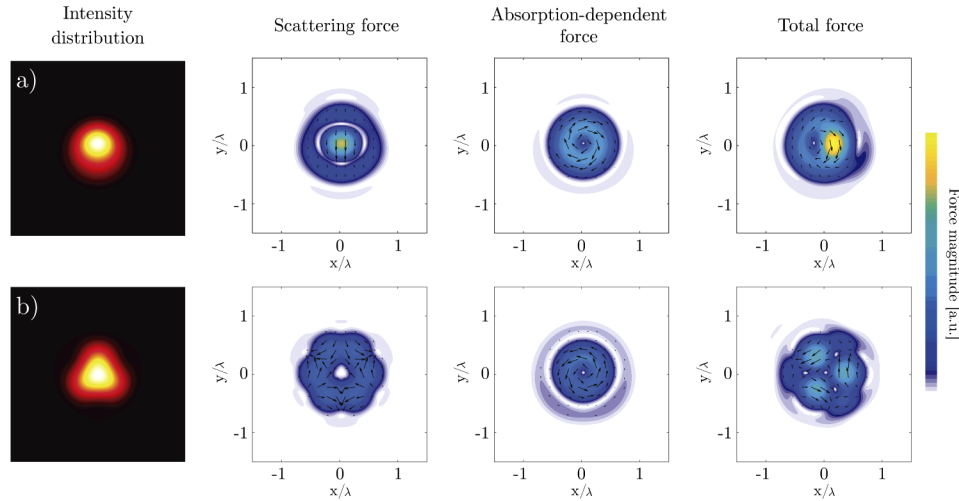 Intensity
distribution
Scattering force
Absorption-dependent
force
Total force
a)
y/λ
1
0
-1
-1 0 1
x/λ
y/λ
1
0
-1
-1 0 1
x/λ
y/λ
1
0
-1
-1 0 1
x/λ
b)
y/λ
1
0
-1
-1 0 1
x/λ
y/λ
1
0
-1
-1 0 1
x/λ
y/λ
1
0
-1
-1 0 1
x/λ
Force magnitude [a.u.]